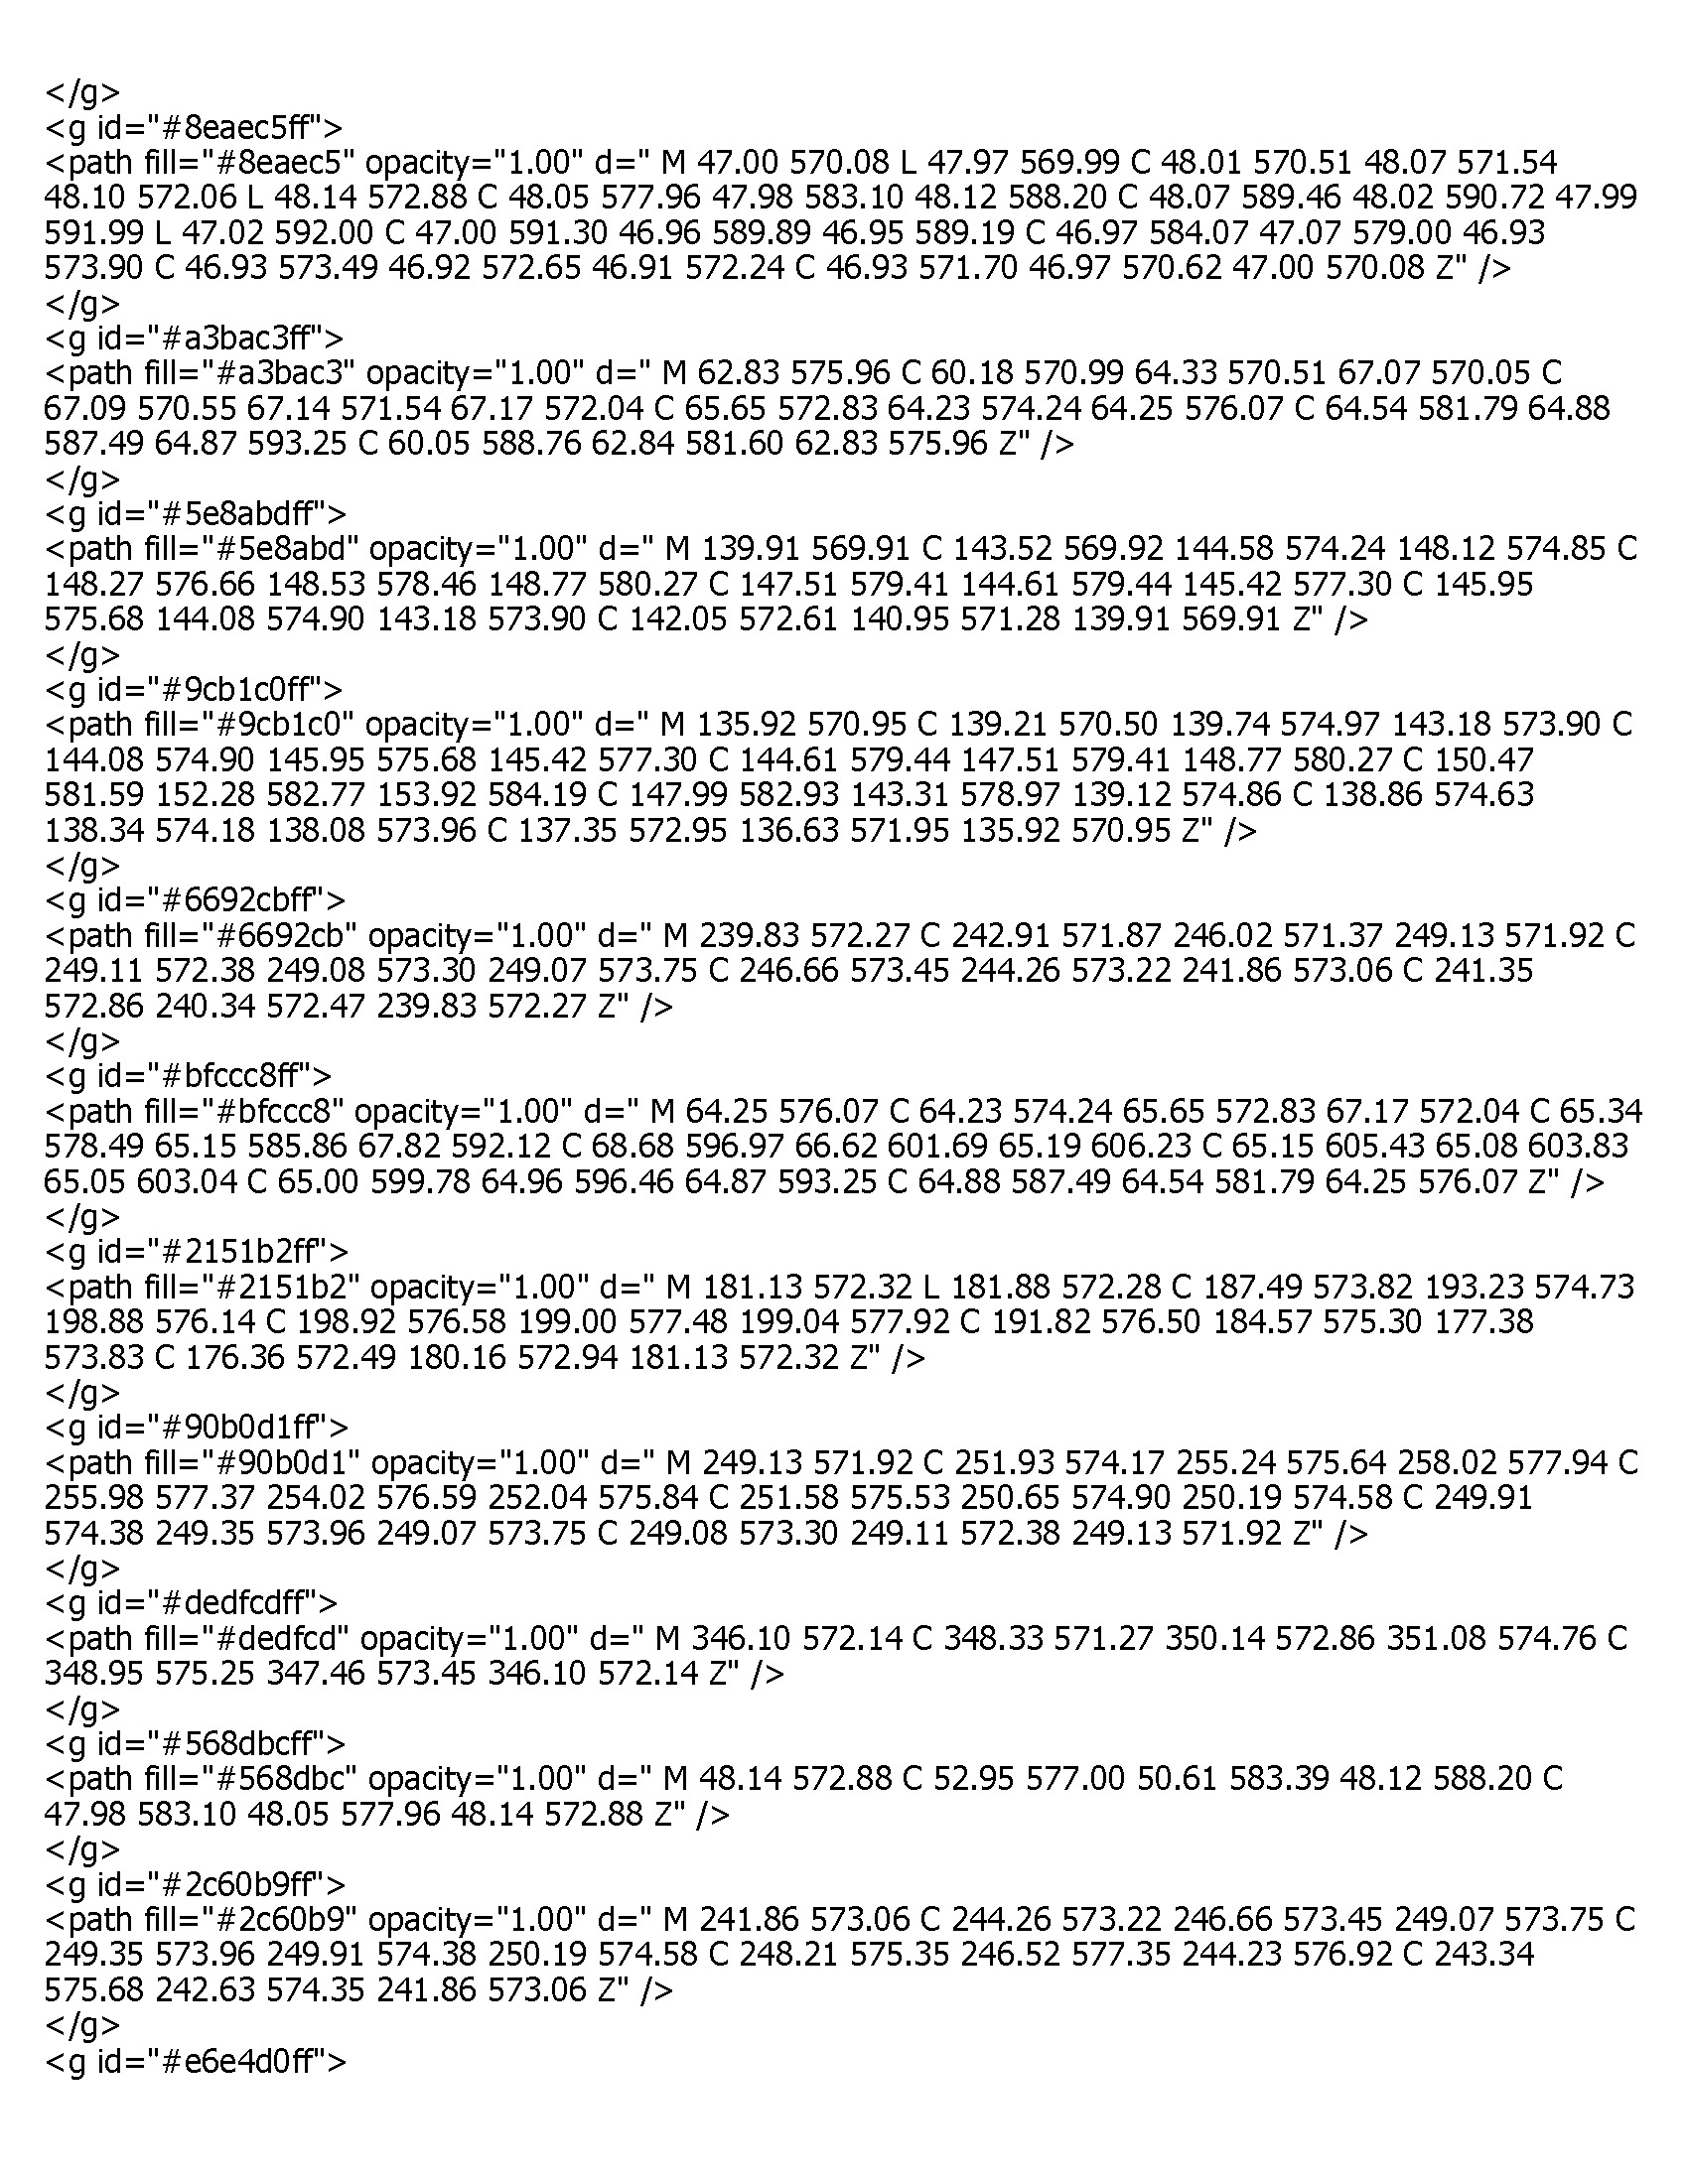 </g>
<g id="#8eaec5ff">
<path fill="#8eaec5" opacity="1.00" d=" M 47.00 570.08 L 47.97 569.99 C 48.01 570.51 48.07 571.54
48.10 572.06 L 48.14 572.88 C 48.05 577.96 47.98 583.10 48.12 588.20 C 48.07 589.46 48.02 590.72 47.99
591.99 L 47.02 592.00 C 47.00 591.30 46.96 589.89 46.95 589.19 C 46.97 584.07 47.07 579.00 46.93
573.90 C 46.93 573.49 46.92 572.65 46.91 572.24 C 46.93 571.70 46.97 570.62 47.00 570.08 Z" />
</g>
<g id="#a3bac3ff">
<path fill="#a3bac3" opacity="1.00" d=" M 62.83 575.96 C 60.18 570.99 64.33 570.51 67.07 570.05 C
67.09 570.55 67.14 571.54 67.17 572.04 C 65.65 572.83 64.23 574.24 64.25 576.07 C 64.54 581.79 64.88
587.49 64.87 593.25 C 60.05 588.76 62.84 581.60 62.83 575.96 Z" />
</g>
<g id="#5e8abdff">
<path fill="#5e8abd" opacity="1.00" d=" M 139.91 569.91 C 143.52 569.92 144.58 574.24 148.12 574.85 C
148.27 576.66 148.53 578.46 148.77 580.27 C 147.51 579.41 144.61 579.44 145.42 577.30 C 145.95
575.68 144.08 574.90 143.18 573.90 C 142.05 572.61 140.95 571.28 139.91 569.91 Z" />
</g>
<g id="#9cb1c0ff">
<path fill="#9cb1c0" opacity="1.00" d=" M 135.92 570.95 C 139.21 570.50 139.74 574.97 143.18 573.90 C
144.08 574.90 145.95 575.68 145.42 577.30 C 144.61 579.44 147.51 579.41 148.77 580.27 C 150.47
581.59 152.28 582.77 153.92 584.19 C 147.99 582.93 143.31 578.97 139.12 574.86 C 138.86 574.63
138.34 574.18 138.08 573.96 C 137.35 572.95 136.63 571.95 135.92 570.95 Z" />
</g>
<g id="#6692cbff">
<path fill="#6692cb" opacity="1.00" d=" M 239.83 572.27 C 242.91 571.87 246.02 571.37 249.13 571.92 C
249.11 572.38 249.08 573.30 249.07 573.75 C 246.66 573.45 244.26 573.22 241.86 573.06 C 241.35
572.86 240.34 572.47 239.83 572.27 Z" />
</g>
<g id="#bfccc8ff">
<path fill="#bfccc8" opacity="1.00" d=" M 64.25 576.07 C 64.23 574.24 65.65 572.83 67.17 572.04 C 65.34
578.49 65.15 585.86 67.82 592.12 C 68.68 596.97 66.62 601.69 65.19 606.23 C 65.15 605.43 65.08 603.83
65.05 603.04 C 65.00 599.78 64.96 596.46 64.87 593.25 C 64.88 587.49 64.54 581.79 64.25 576.07 Z" />
</g>
<g id="#2151b2ff">
<path fill="#2151b2" opacity="1.00" d=" M 181.13 572.32 L 181.88 572.28 C 187.49 573.82 193.23 574.73
198.88 576.14 C 198.92 576.58 199.00 577.48 199.04 577.92 C 191.82 576.50 184.57 575.30 177.38
573.83 C 176.36 572.49 180.16 572.94 181.13 572.32 Z" />
</g>
<g id="#90b0d1ff">
<path fill="#90b0d1" opacity="1.00" d=" M 249.13 571.92 C 251.93 574.17 255.24 575.64 258.02 577.94 C
255.98 577.37 254.02 576.59 252.04 575.84 C 251.58 575.53 250.65 574.90 250.19 574.58 C 249.91
574.38 249.35 573.96 249.07 573.75 C 249.08 573.30 249.11 572.38 249.13 571.92 Z" />
</g>
<g id="#dedfcdff">
<path fill="#dedfcd" opacity="1.00" d=" M 346.10 572.14 C 348.33 571.27 350.14 572.86 351.08 574.76 C
348.95 575.25 347.46 573.45 346.10 572.14 Z" />
</g>
<g id="#568dbcff">
<path fill="#568dbc" opacity="1.00" d=" M 48.14 572.88 C 52.95 577.00 50.61 583.39 48.12 588.20 C
47.98 583.10 48.05 577.96 48.14 572.88 Z" />
</g>
<g id="#2c60b9ff">
<path fill="#2c60b9" opacity="1.00" d=" M 241.86 573.06 C 244.26 573.22 246.66 573.45 249.07 573.75 C
249.35 573.96 249.91 574.38 250.19 574.58 C 248.21 575.35 246.52 577.35 244.23 576.92 C 243.34
575.68 242.63 574.35 241.86 573.06 Z" />
</g>
<g id="#e6e4d0ff">